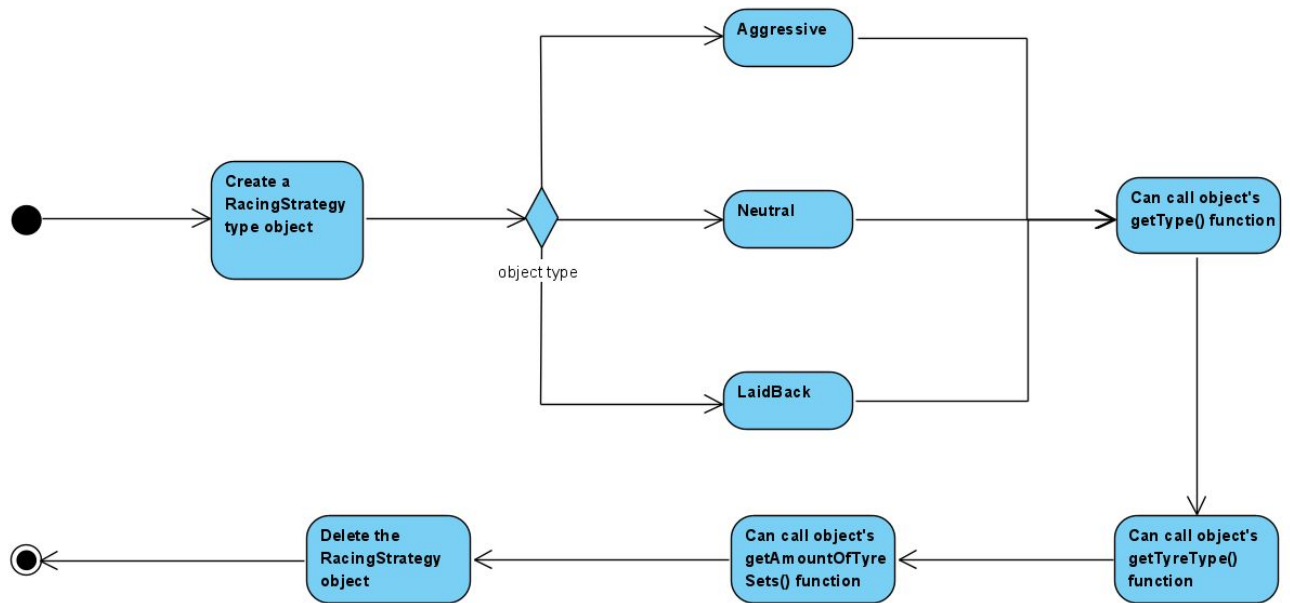 Aggressive
Create a
RacingStrategy
type object
Neutral
Can call object's
getType() function
object type
LaidBack
Delete the
RacingStrategy
object
Can call object's
getAmountOfTyre
Sets() function
Can call object's
getTyreType()
function